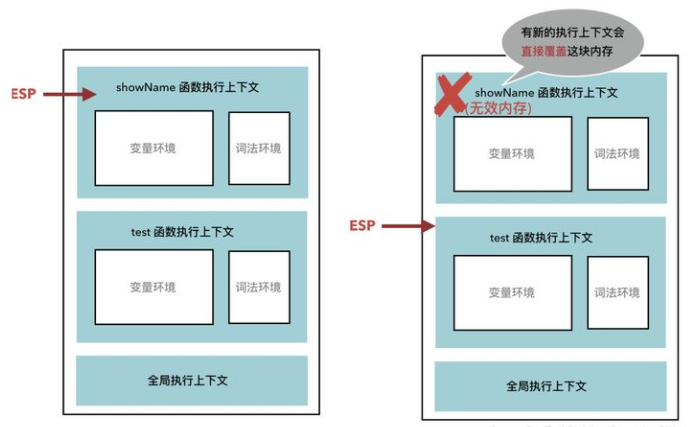 ESP
showName 函数执行上下文
变量环境
词法环境
test 函数执行上下文
变量环境
词法环境
全局执行上下文
有新的执行上下文会
直接覆盖这块内存
showName 函数执行上下文
(无效内存)
变量环境
词法环境
ESP
test 函数执行上下文
变量环境
词法环境
全局执行上下文